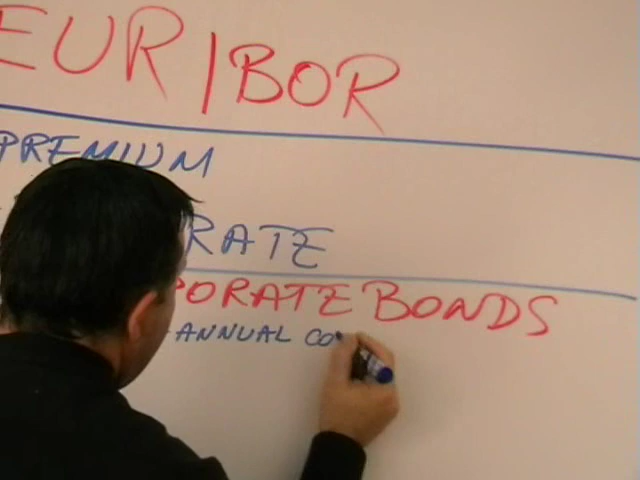 EURIBOR
PREMIUM
RATE
PORATE BONDS
ANNUAL CO